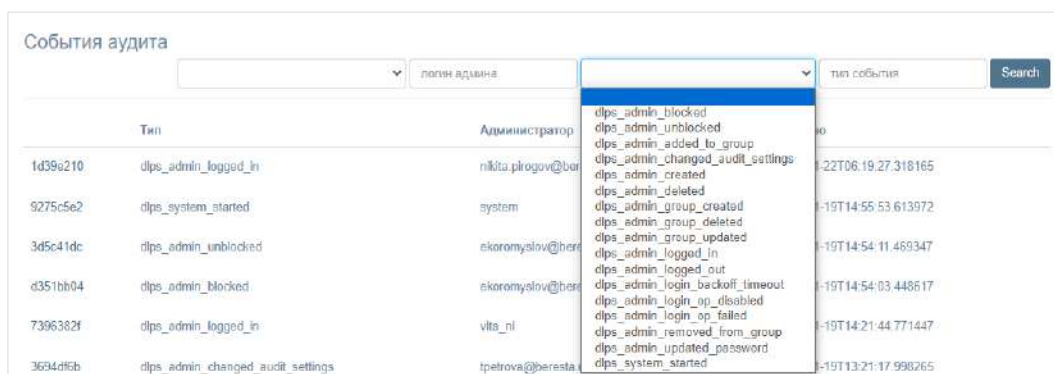 События аудита
логин админа тип события Search
Тип Администратор
dlps_admin_blocked
dlps_admin_unblocked
dlps_admin_added_to_group
dlps_admin_changed_audit_settings
dlps_admin_created
dlps_admin_deleted
dlps_admin_group_created
dlps_admin_group_deleted
dlps_admin_group_updated
dlps_admin_logged_in
dlps_admin_logged_out
dlps_admin_login_backoff_timeout
dlps_admin_login_op_disabled
dlps_admin_login_op_failed
dlps_admin_removed_from_group
dlps_admin_updated_password
dlps_system_started
1d39e210 dlps_admin_logged_in nikita.pirogov@ber -22T06:19:27.318165
9275c5e2 dlps_system_started system -19T14:55:53.613972
3d5c41dc dlps_admin_unblocked ekoromyslov@bere -19T14:54:11.469347
d351bb04 dlps_admin_blocked ekoromyslov@bere -19T14:54:03.448617
7396382f dlps_admin_logged_in vita_ni -19T14:21:44.771447
3694df6b dlps_admin_changed_audit_settings tpetrova@beresta. -19T13:21:17.998265